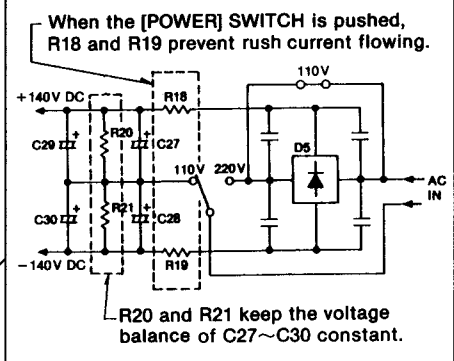 When the [POWER] SWITCH is pushed,
R18 and R19 prevent rush current flowing.
110V
+140V DC
R18
C29
+
R20
+
C27
D5
110V
220V
AC
IN
C30
+
R21
+
C28
-140V DC
R19
R20 and R21 keep the voltage
balance of C27~C30 constant.